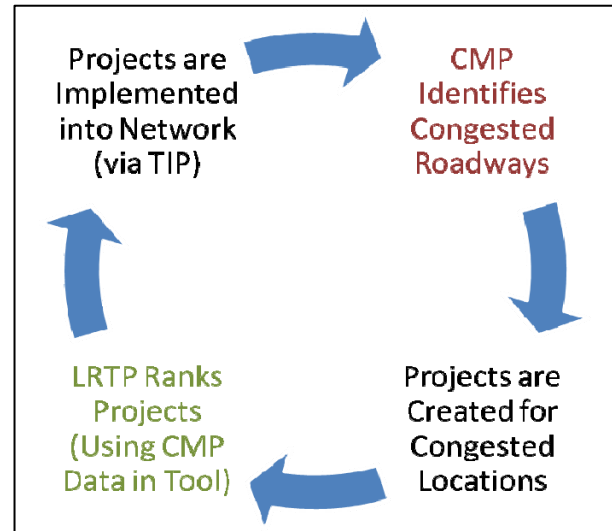 Projects are
Implemented
into Network
(via TIP)
CMP
Identifies
Congested
Roadways
Projects are
Created for
Congested
Locations
LRTP Ranks
Projects
(Using CMP
Data in Tool)